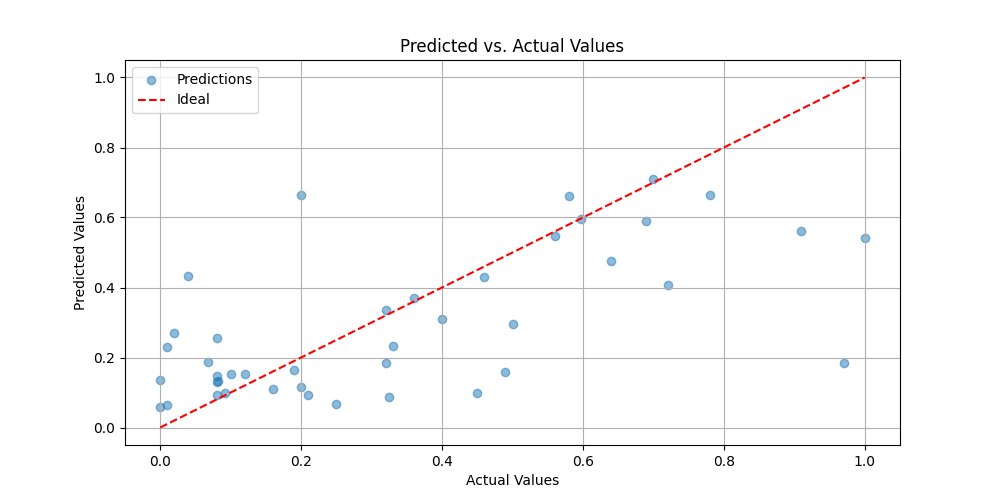 Predicted vs. Actual Values
Predictions
Ideal
1.0
0.8
0.6
0.4
0.2
0.0
Predicted Values
0.0 0.2 0.4 0.6 0.8 1.0
Actual Values